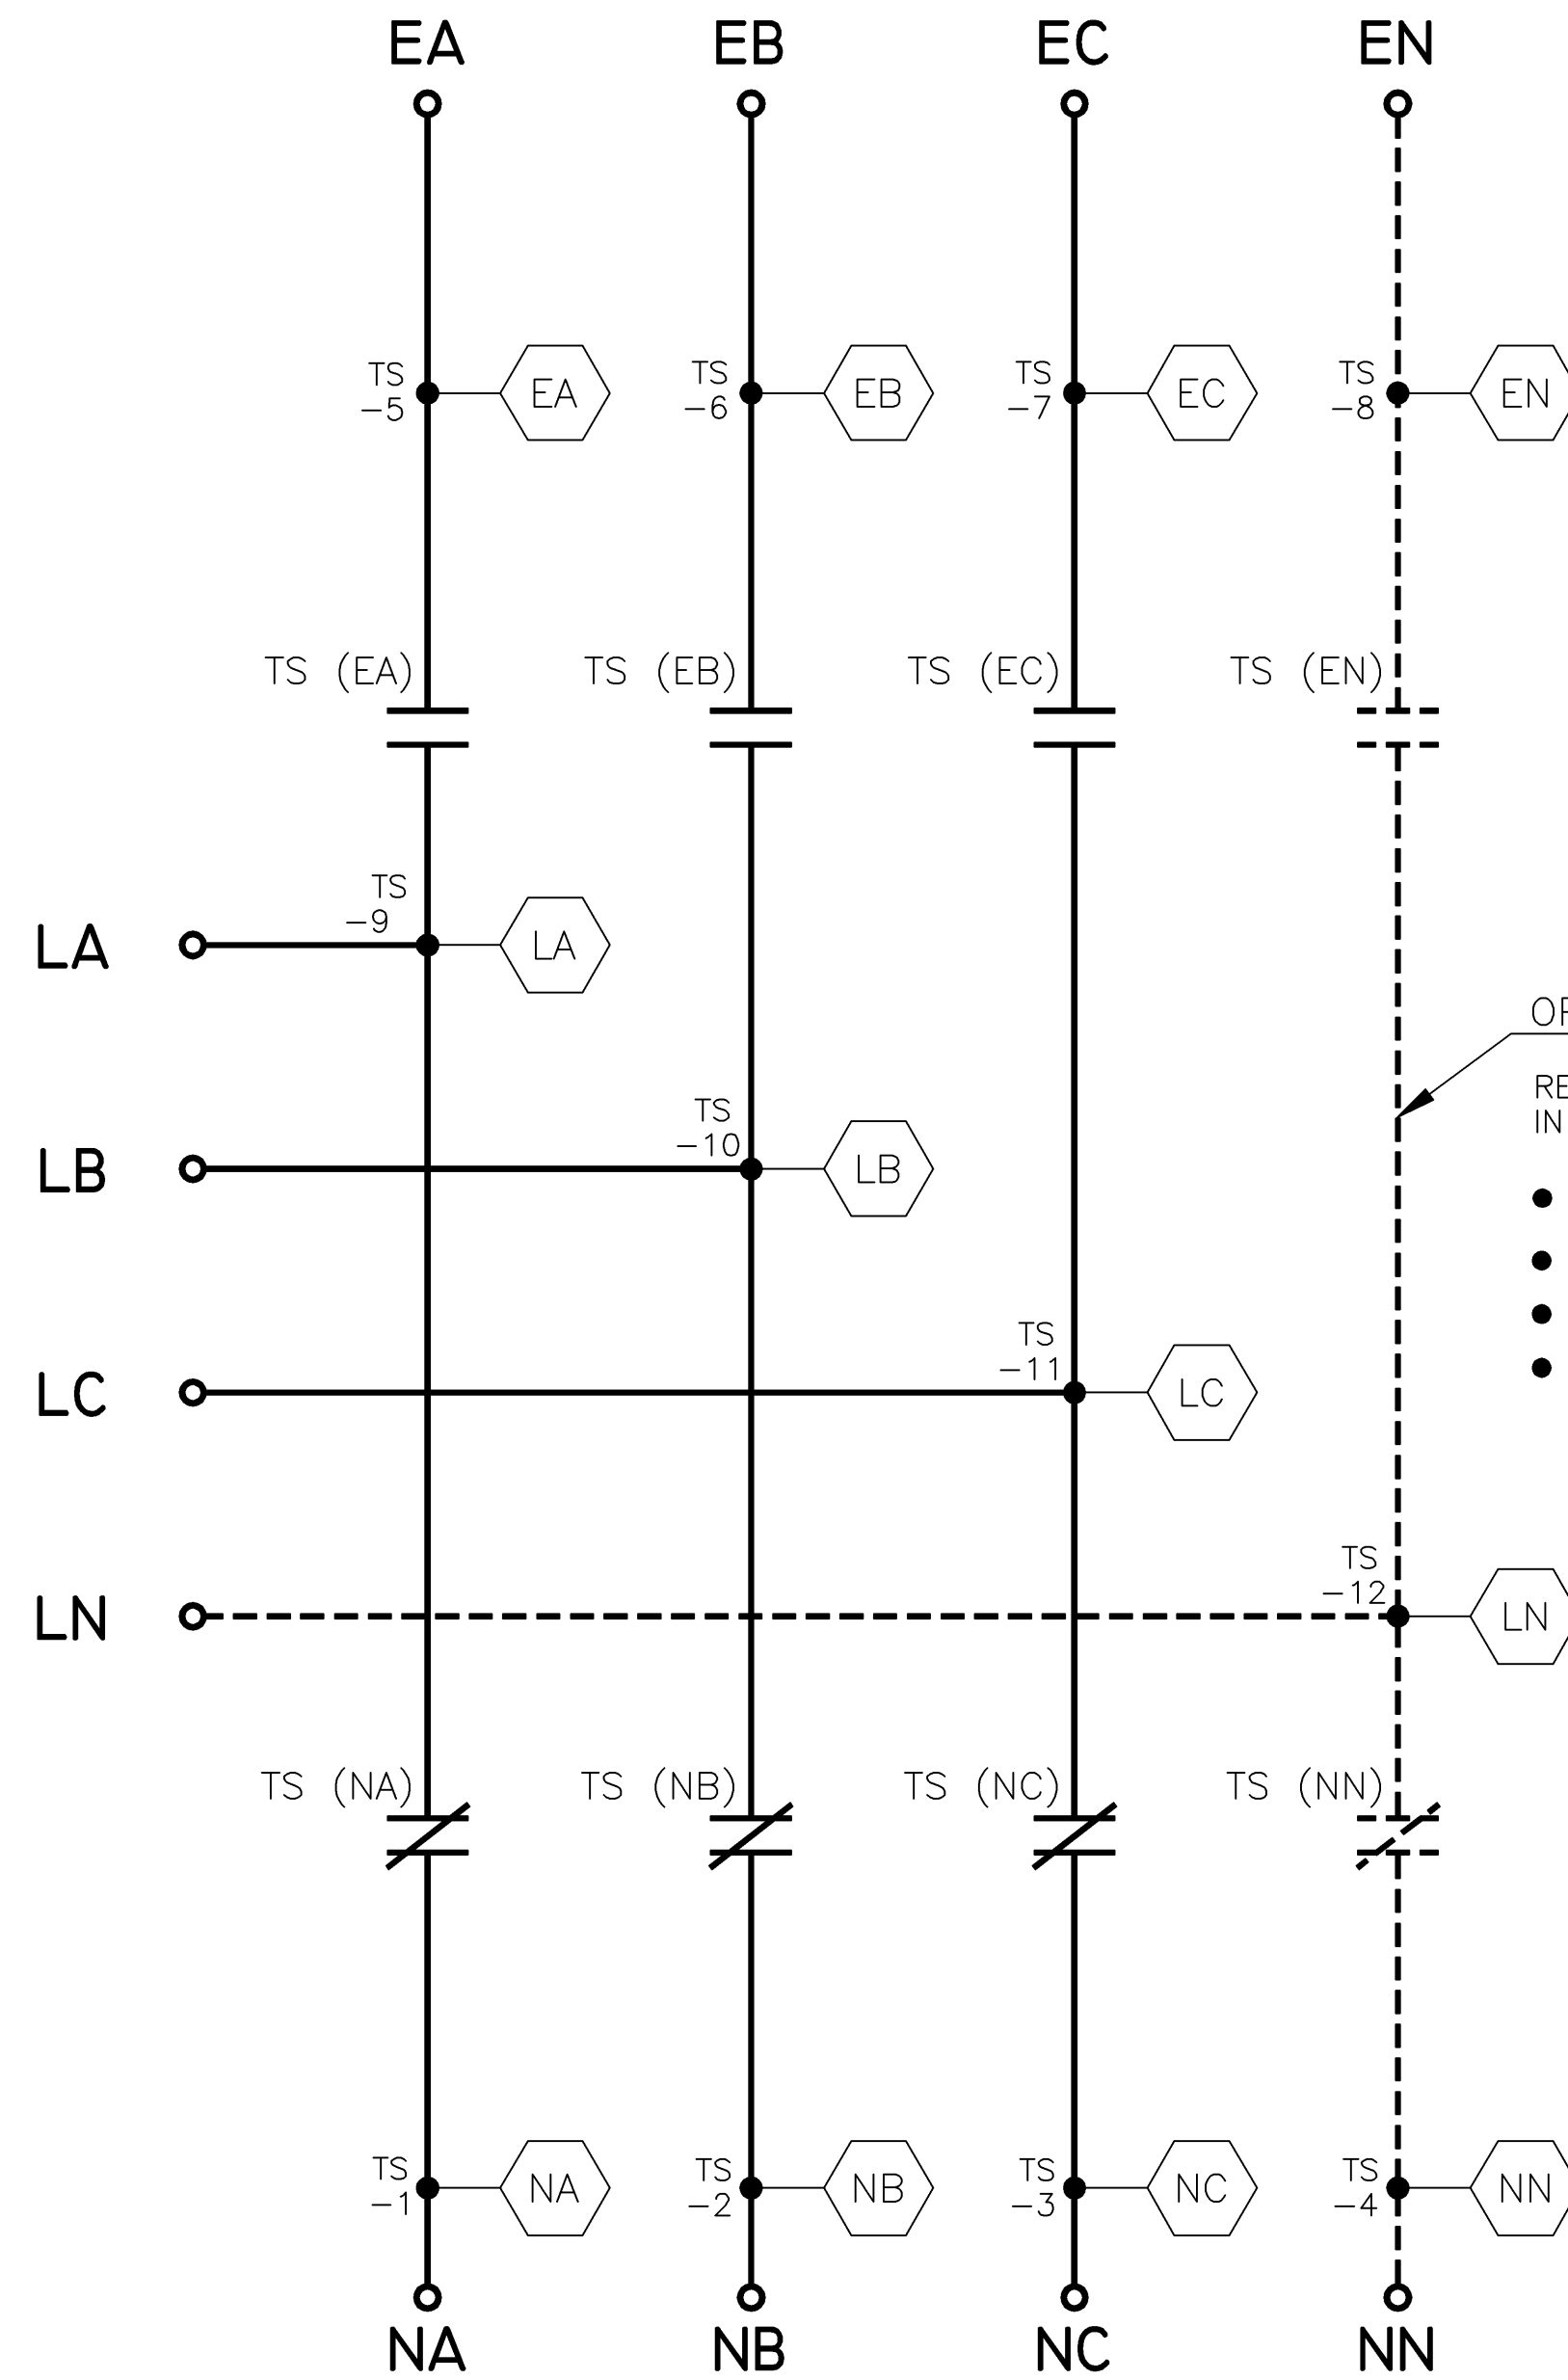 EA EB EC EN
TS TS TS TS
-5 EA -6 EB -7 EC -8 EN
TS (EA) TS (EB) TS (EC) TS (EN)
TS
-9
LA LA
OP
RE
IN
TS
-10
LB LB
TS
-11
LC LC
TS
-12
LN LN
TS (NA) TS (NB) TS (NC) TS (NN)
TS TS TS TS
-1 NA -2 NB -3 NC -4 NN
NA NB NC NN